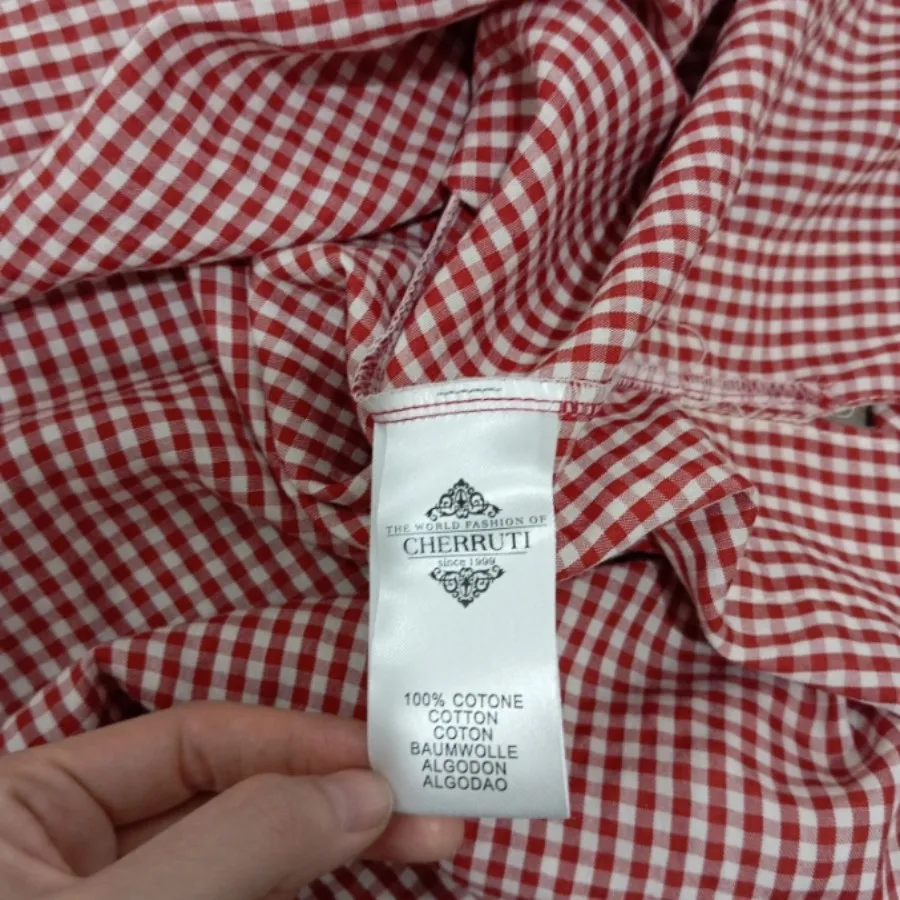 THE WORLD FASHION OF
CHERRUTI
since 1999
100% COTONE
COTTON
COTON
BAUMWOLLE
ALGODON
ALGODAO